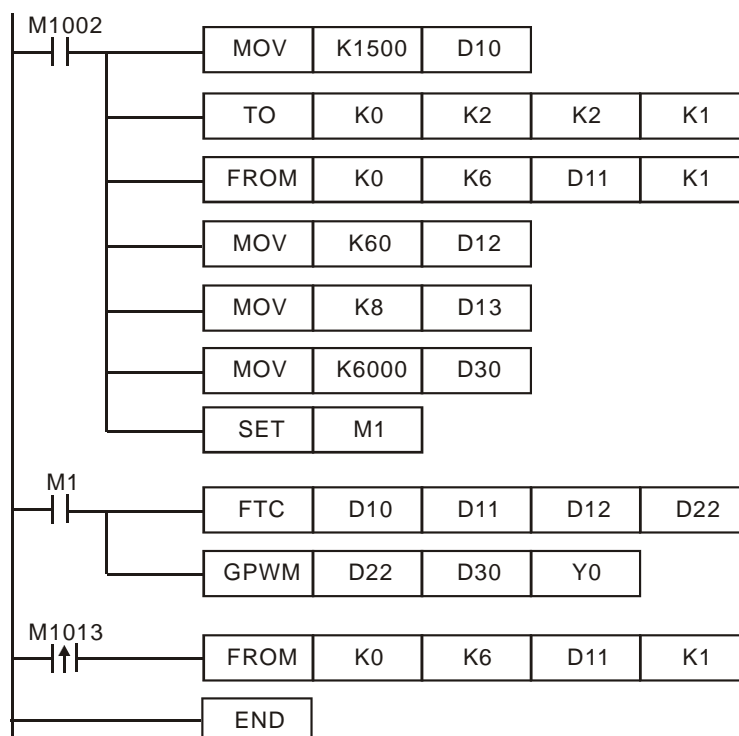 M1002
MOV K1500 D10
TO K0 K2 K2 K1
FROM K0 K6 D11 K1
MOV K60 D12
MOV K8 D13
MOV K6000 D30
SET M1
M1
FTC D10 D11 D12 D22
GPWM D22 D30 Y0
M1013
FROM K0 K6 D11 K1
END